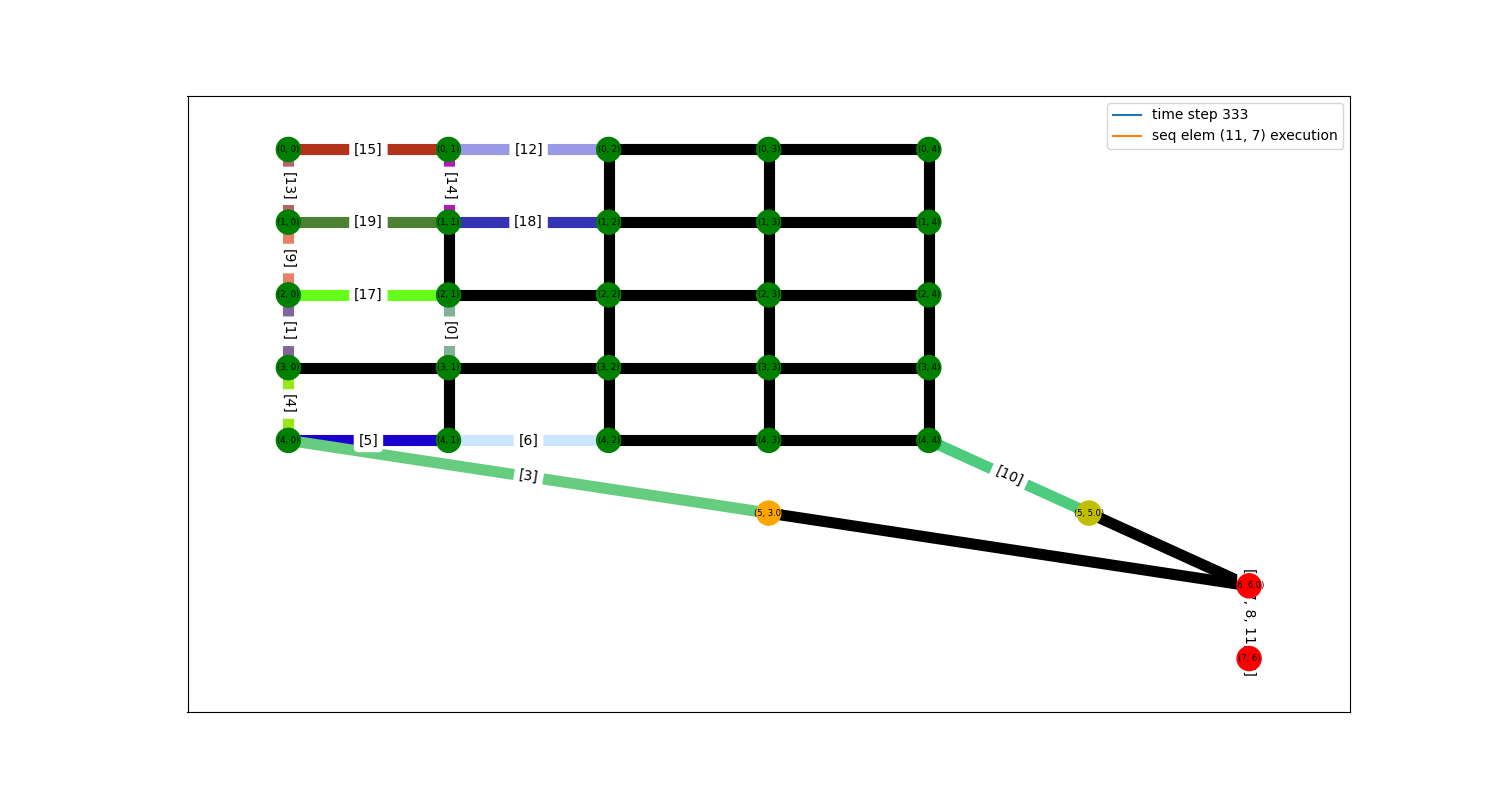 time step 333
seq elem (11, 7) execution
(0, 0) [15] (0, 1) [12] (0, 2) (0, 3) (0, 4)
[13] [14]
(1, 0) [19] (1, 1) [18] (1, 2) (1, 3) (1, 4)
[9]
(2, 0) [17] (2, 1) (2, 2) (2, 3) (2, 4)
[1] [0]
(3, 0) (3, 1) (3, 2) (3, 3) (3, 4)
[4]
(4, 0) [5] (4, 1) [6] (4, 2) (4, 3) (4, 4)
[3] [10]
(5, 3.0) (5, 5.0)
(6, 6.0)
7, 8, 11
(7, 6)